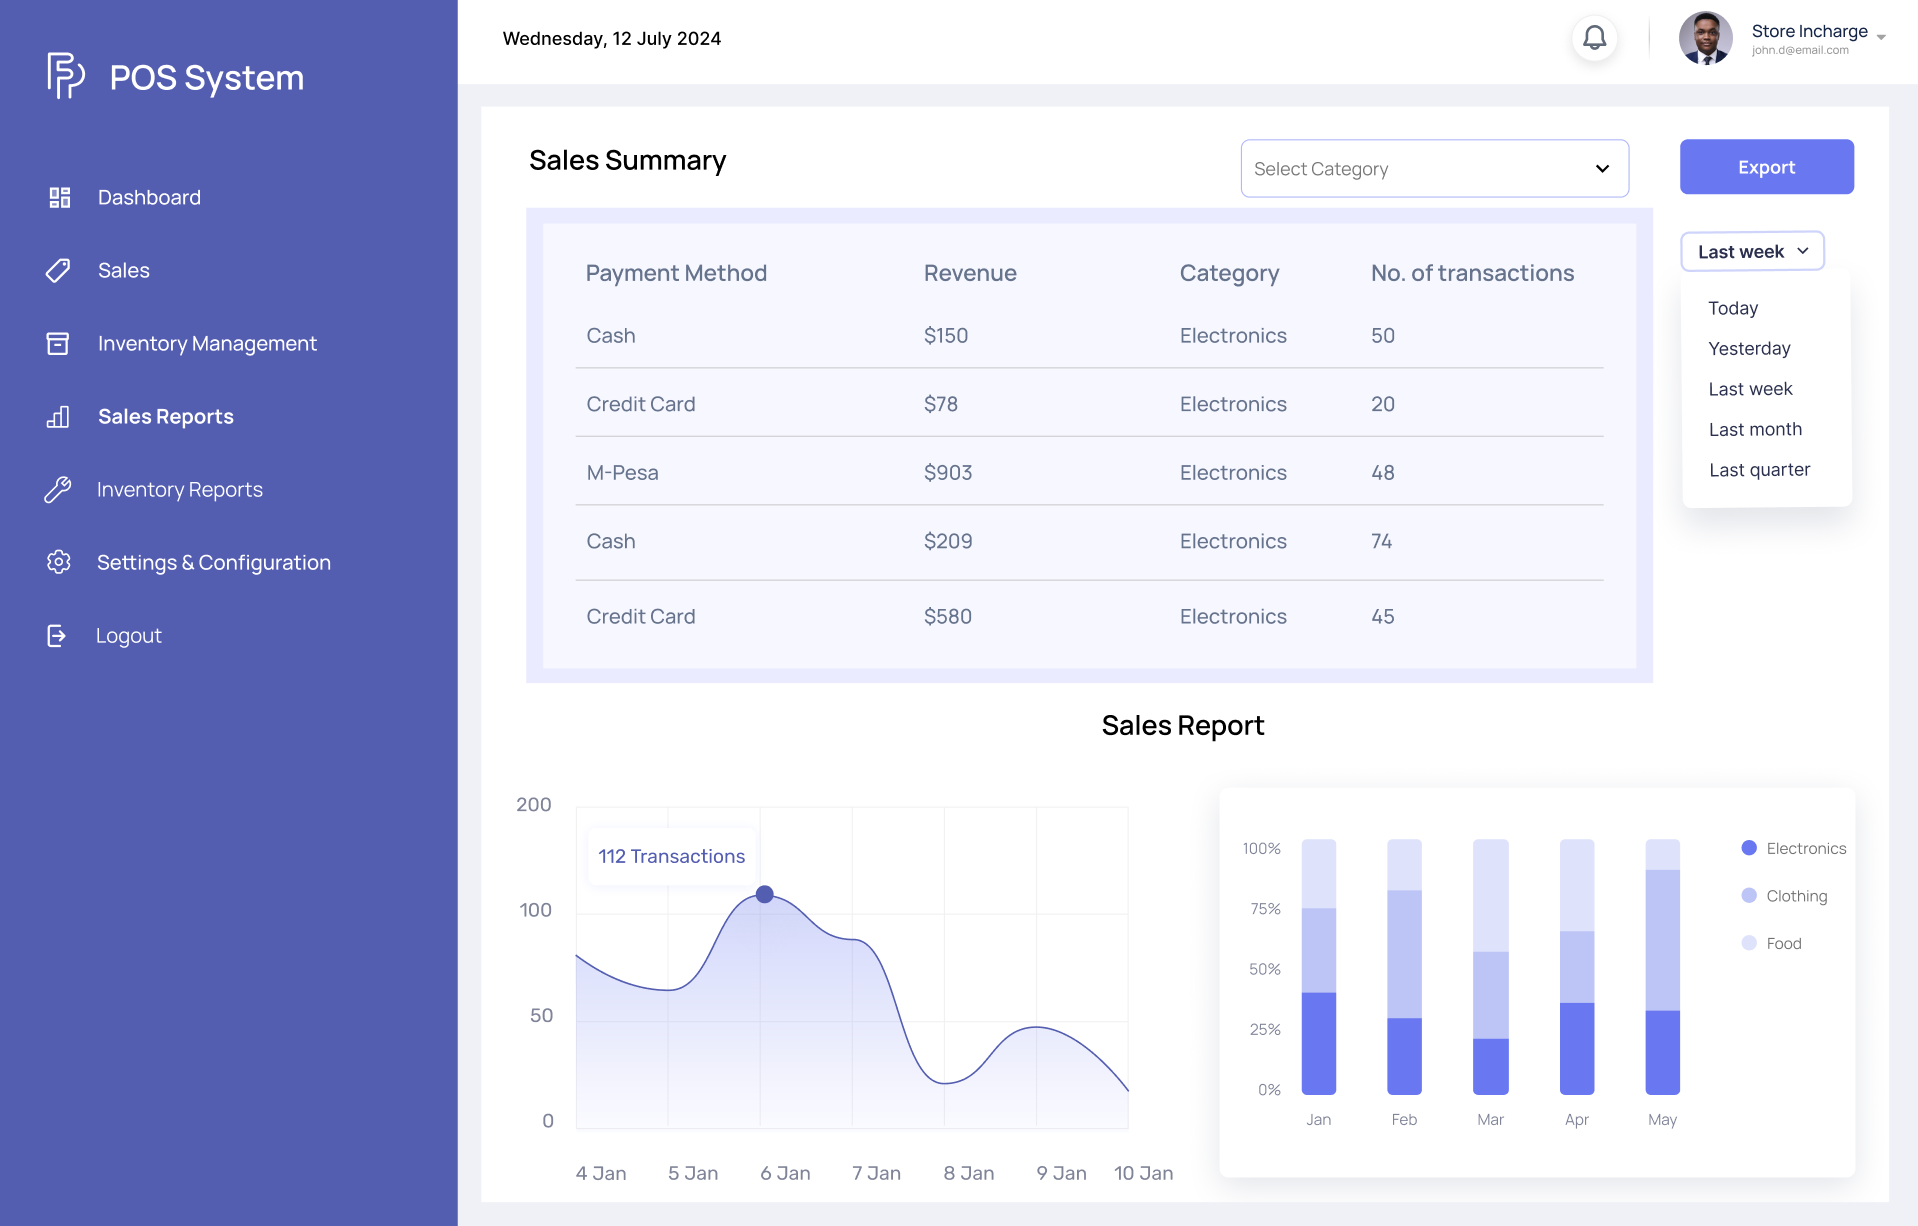 POS System
Dashboard
Sales
Inventory Management
Sales Reports
Inventory Reports
Settings & Configuration
Logout
Wednesday, 12 July 2024
Store Incharge
john.d@email.com
Sales Summary
Select Category
Export
Last week
Today
Yesterday
Last week
Last month
Last quarter
Payment Method Revenue Category No. of transactions
Cash $150 Electronics 50
Credit Card $78 Electronics 20
M-Pesa $903 Electronics 48
Cash $209 Electronics 74
Credit Card $580 Electronics 45
Sales Report
200
112 Transactions
100
50
0
4 Jan 5 Jan 6 Jan 7 Jan 8 Jan 9 Jan 10 Jan
100%
75%
50%
25%
0%
Jan Feb Mar Apr May
Electronics
Clothing
Food